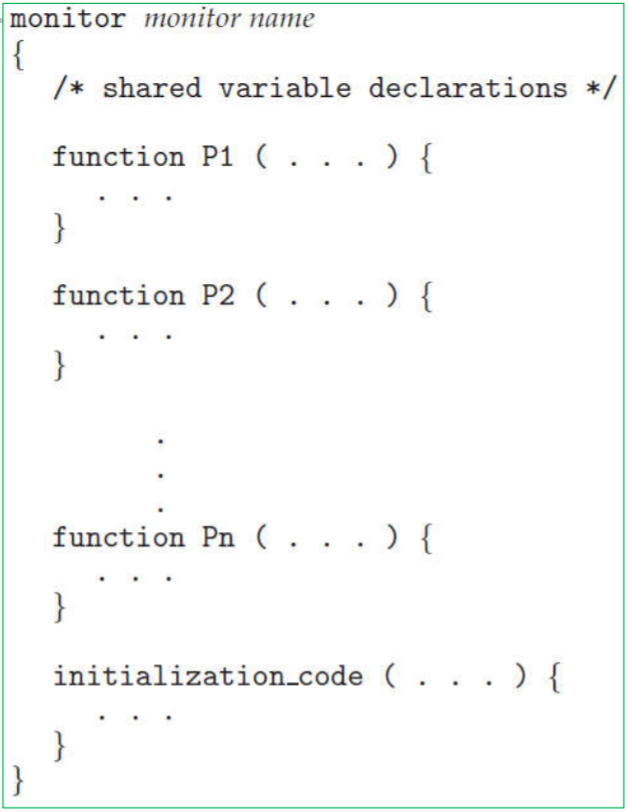 monitor monitor name
{
/* shared variable declarations */
function P1 ( . . . ) {
. . .
}
function P2 ( . . . ) {
. . .
}
.
.
.
function Pn ( . . . ) {
. . .
}
initialization_code ( . . . ) {
. . .
}
}